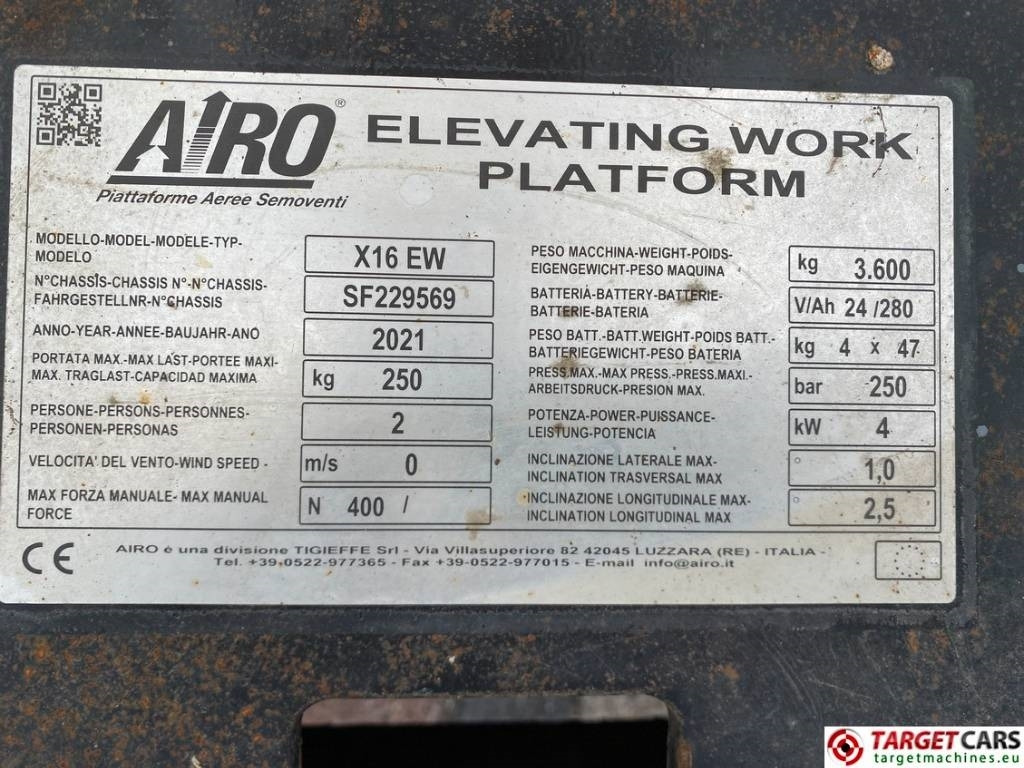 AIRO®
Piattaforme Aeree Semoventi
ELEVATING WORK
PLATFORM
MODELLO-MODEL-MODELE-TYP-
MODELO
X16 EW
N°CHASSIS-CHASSIS N°-N°CHASSIS-
FAHRGESTELLNR-N°CHASSIS
SF229569
ANNO-YEAR-ANNEE-BAUJAHR-ANO
2021
PORTATA MAX.-MAX LAST-PORTEE MAXI-
MAX. TRAGLAST-CAPACIDAD MAXIMA
kg 250
PERSONE-PERSONS-PERSONNES-
PERSONEN-PERSONAS
2
VELOCITA' DEL VENTO-WIND SPEED -
m/s 0
MAX FORZA MANUALE- MAX MANUAL
FORCE
N 400 /
PESO MACCHINA-WEIGHT-POIDS-
EIGENGEWICHT-PESO MAQUINA
kg 3.600
BATTERIA-BATTERY-BATTERIE-
BATTERIE-BATERIA
V/Ah 24 /280
PESO BATT.-BATT.WEIGHT-POIDS BATT.-
BATTERIEGEWICHT-PESO BATERIA
kg 4 x 47
PRESS.MAX.-MAX PRESS.-PRESS.MAXI.-
ARBEITSDRUCK-PRESION MAX.
bar 250
POTENZA-POWER-PUISSANCE-
LEISTUNG-POTENCIA
kW 4
INCLINAZIONE LATERALE MAX-
INCLINATION TRASVERSAL MAX
° 1,0
INCLINAZIONE LONGITUDINALE MAX-
INCLINATION LONGITUDINAL MAX
° 2,5
CE
AIRO è una divisione TIGIEFFE Srl - Via Villasuperiore 82 42045 LUZZARA (RE) - ITALIA -
Tel. +39-0522-977365 - Fax +39-0522-977015 - E-mail info@airo.it
TARGETCARS
targetmachines.eu